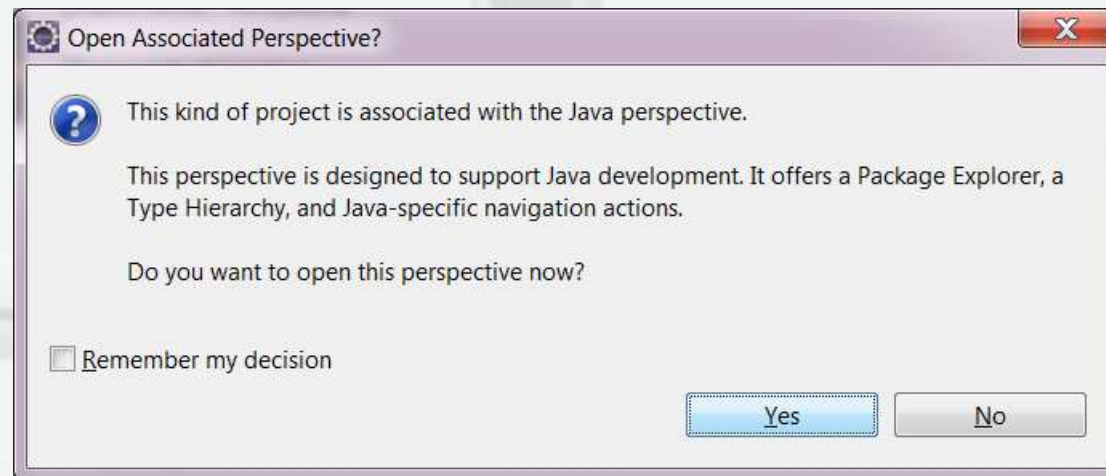 Open Associated Perspective?
This kind of project is associated with the Java perspective.
This perspective is designed to support Java development. It offers a Package Explorer, a
Type Hierarchy, and Java-specific navigation actions.
Do you want to open this perspective now?
Remember my decision
Yes No